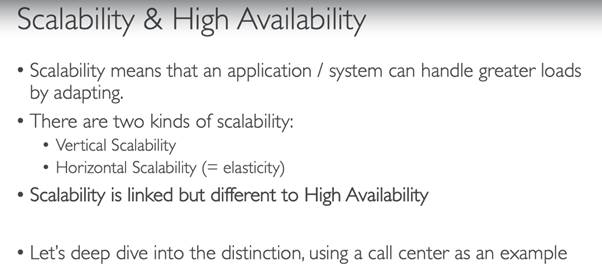 Scalability & High Availability
• Scalability means that an application / system can handle greater loads
by adapting.
• There are two kinds of scalability:
• Vertical Scalability
• Horizontal Scalability (= elasticity)
• Scalability is linked but different to High Availability
• Let's deep dive into the distinction, using a call center as an example